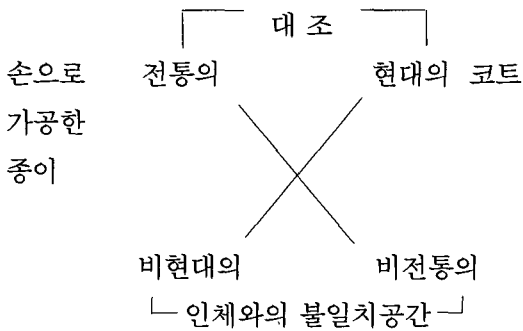 대 조
손으로 전통의 현대의 코트
가공한
종이
비현대의 비전통의
인체와의 불일치공간